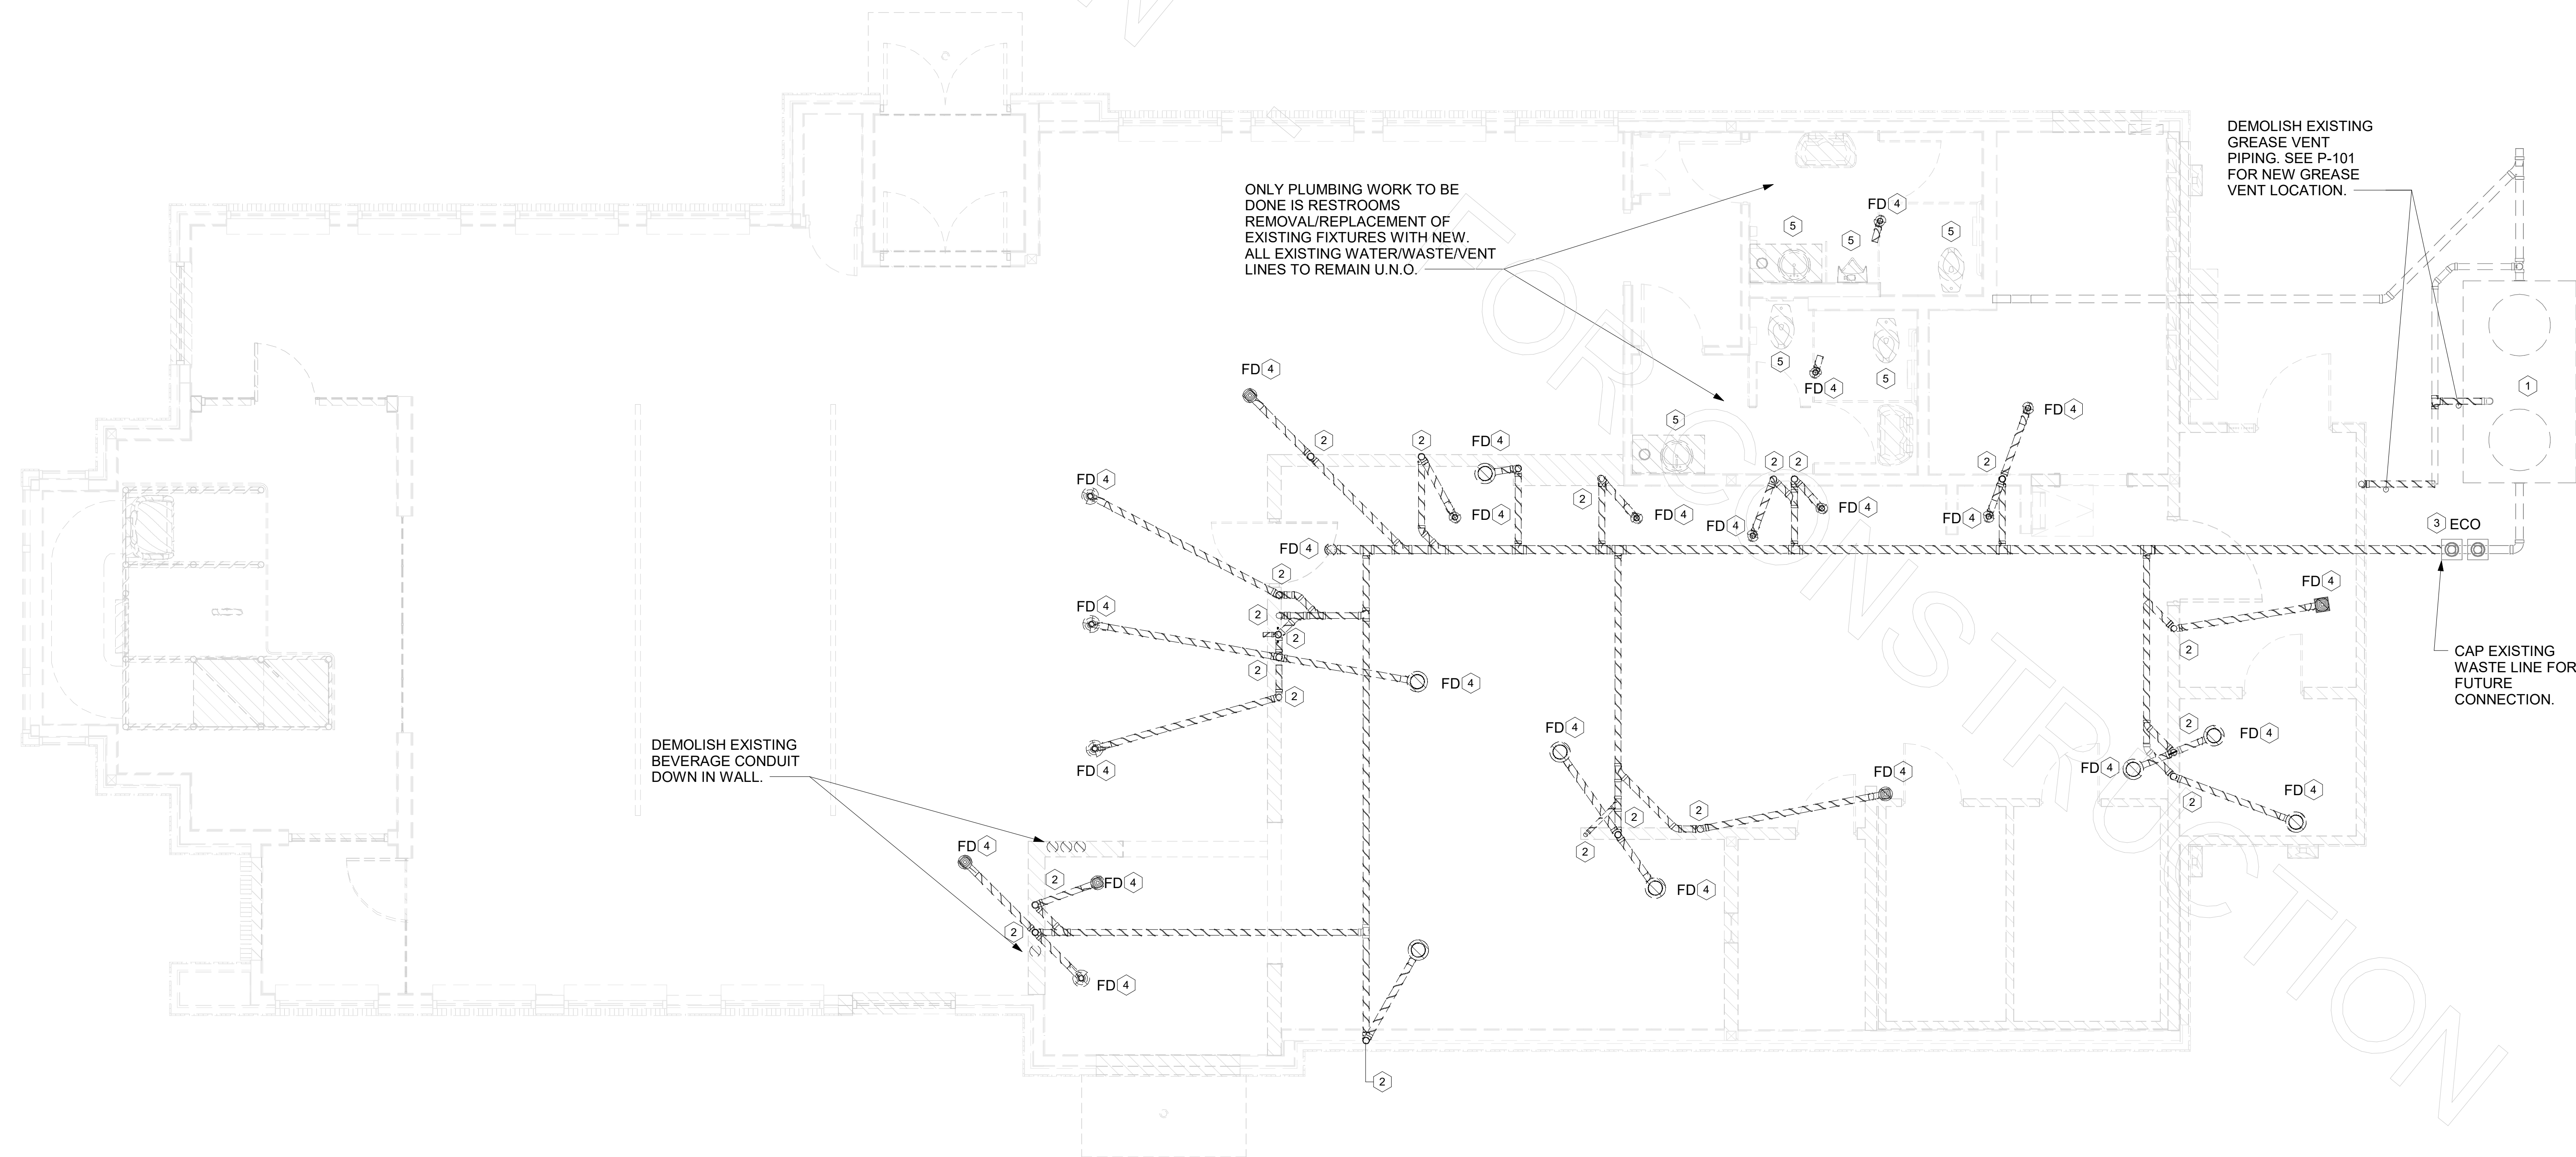 DEMOLISH EXISTING
GREASE VENT
PIPING. SEE P-101
FOR NEW GREASE
VENT LOCATION.
ONLY PLUMBING WORK TO BE
DONE IS RESTROOMS
REMOVAL/REPLACEMENT OF
EXISTING FIXTURES WITH NEW.
ALL EXISTING WATER/WASTE/VENT
LINES TO REMAIN U.N.O.
FD 4
5
5
5
5
FD 4
5
5
1
FD 4
2
2
FD 4
FD 4
FD 4
2
FD 4
2
2
FD 4
FD 4
2
FD 4
FD 4
FD 4
3 ECO
FD 4
2
FD 4
2
2
2
2
FD 4
FD 4
FD 4
2
CAP EXISTING
WASTE LINE FOR
FUTURE
CONNECTION.
DEMOLISH EXISTING
BEVERAGE CONDUIT
DOWN IN WALL.
FD 4
FD 4
2
FD 4
FD 4
2
FD 4
2
2
2
FD 4
FD 4
2
FD 4
2
FD 4
2
FOR CONSTRUCTION